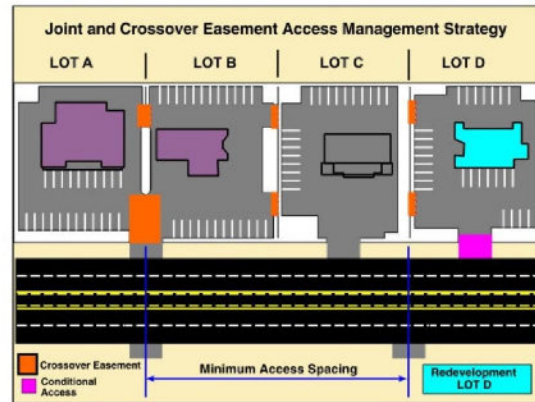 Joint and Crossover Easement Access Management Strategy
LOT A LOT B LOT C LOT D
Minimum Access Spacing
Crossover Easement
Conditional
Access
Redevelopment
LOT D